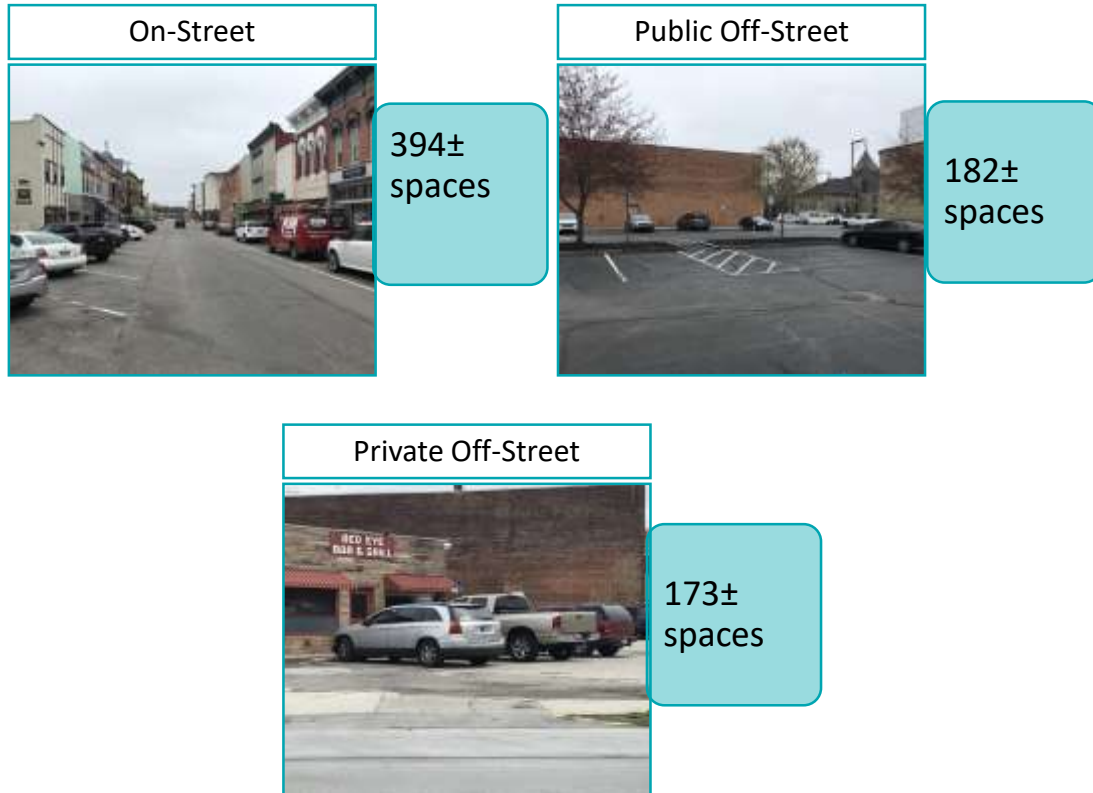 On-Street
Public Off-Street
394±
spaces
182±
spaces
Private Off-Street
RED EYE
BAR & GRILL
173±
spaces